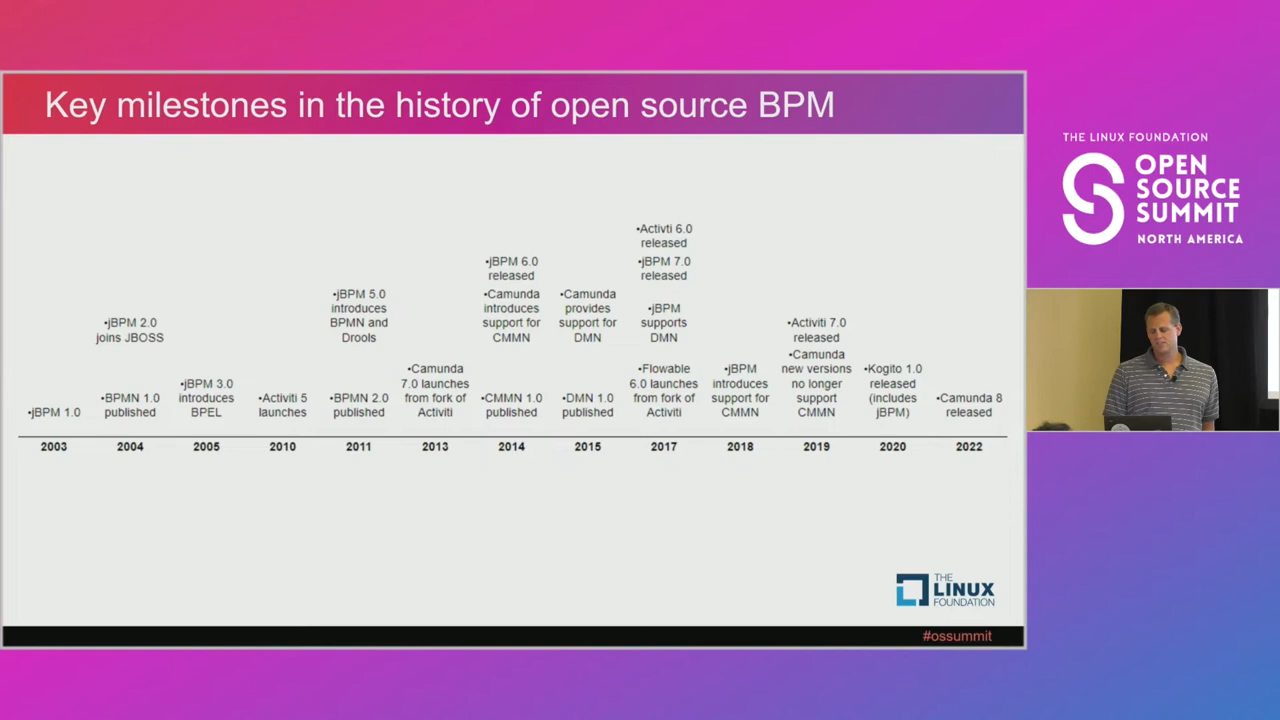 Key milestones in the history of open source BPM
•jBPM 1.0
2003
•jBPM 2.0
joins JBOSS
•BPMN 1.0
published
2004
•jBPM 3.0
introduces
BPEL
2005
•Activiti 5
launches
2010
•jBPM 5.0
introduces
BPMN and
Drools
•BPMN 2.0
published
2011
•Camunda
7.0 launches
from fork of
Activiti
2013
•jBPM 6.0
released
•Camunda
introduces
support for
CMMN
•CMMN 1.0
published
2014
•Camunda
provides
support for
DMN
•DMN 1.0
published
2015
•Activti 6.0
released
•jBPM 7.0
released
•jBPM
supports
DMN
•Flowable
6.0 launches
from fork of
Activiti
2017
•jBPM
introduces
support for
CMMN
2018
•Activiti 7.0
released
•Camunda
new versions
no longer
support
CMMN
2019
•Kogito 1.0
released
(includes
jBPM)
2020
•Camunda 8
released
2022
THE
LINUX
FOUNDATION
#ossummit
THE LINUX FOUNDATION
OPEN
SOURCE
SUMMIT
NORTH AMERICA